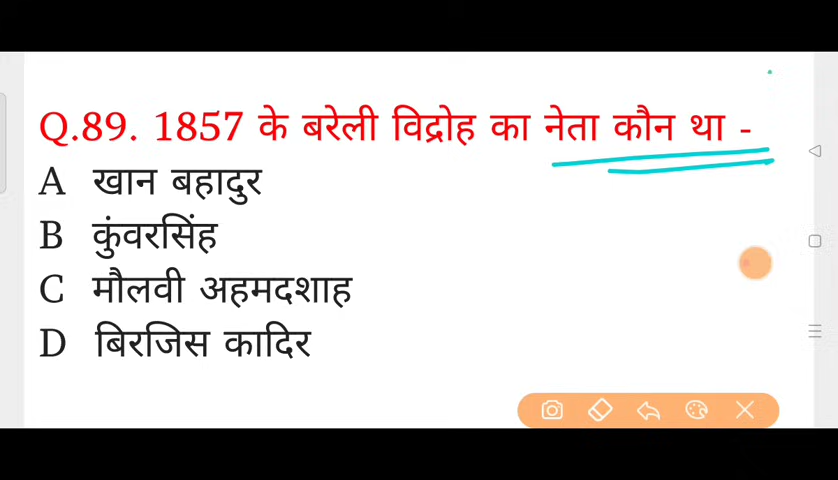 Q.89. 1857 के बरेली विद्रोह का नेता कौन था -
A खान बहादुर
B कुंवरसिंह
C मौलवी अहमदशाह
D बिरजिस कादिर